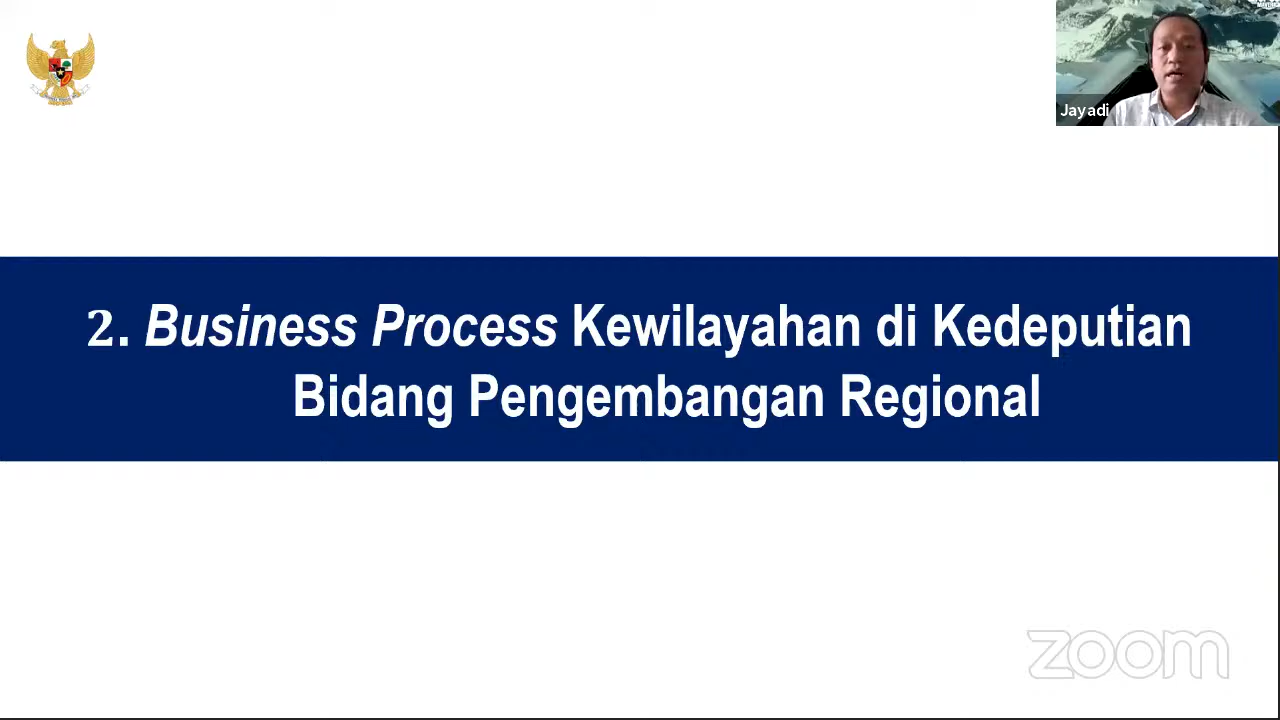 Jayadi
2. Business Process Kewilayahan di Kedeputian
Bidang Pengembangan Regional
zoom